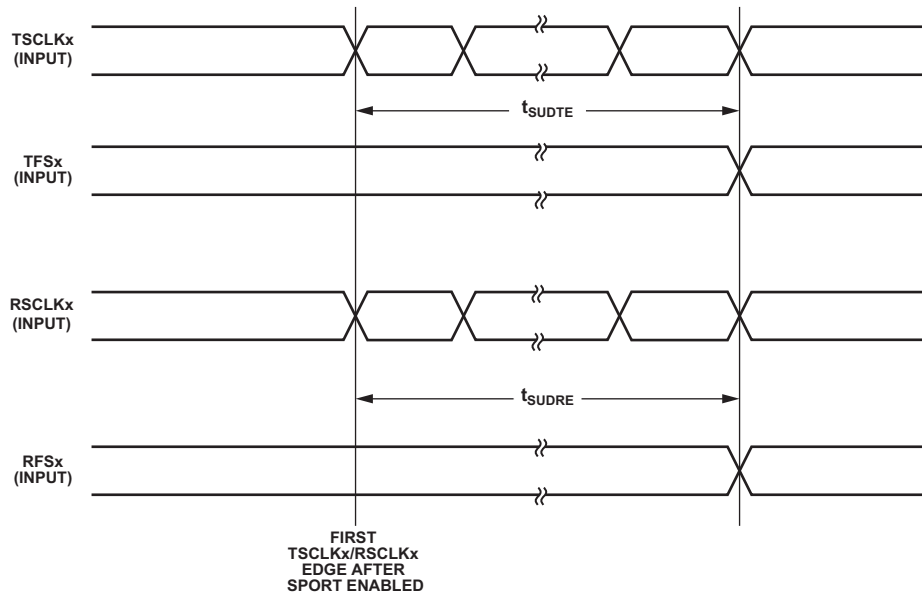 TSCLKx
(INPUT)
tSUDTE
TFSx
(INPUT)
RSCLKx
(INPUT)
tSUDRE
RFSx
(INPUT)
FIRST
TSCLKx/RSCLKx
EDGE AFTER
SPORT ENABLED